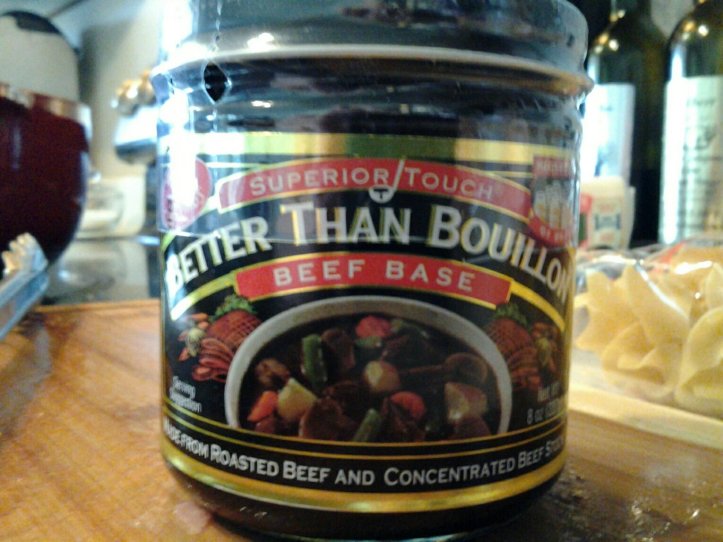 SUPERIOR TOUCH
BETTER THAN BOUILLON
BEEF BASE
Serving
Suggestion
8 oz
MADE FROM ROASTED BEEF AND CONCENTRATED BEEF STOCK